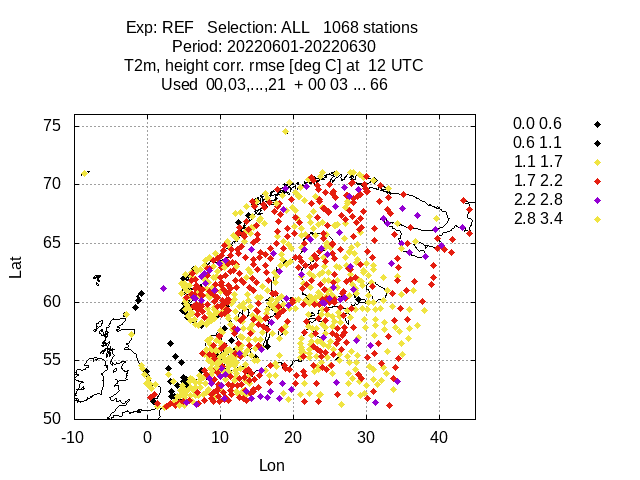 Exp: REF   Selection: ALL   1068 stations
Period: 20220601-20220630
T2m, height corr. rmse [deg C] at  12 UTC
Used  00,03,...,21  + 00 03 ... 66
0.0 0.6
0.6 1.1
1.1 1.7
1.7 2.2
2.2 2.8
2.8 3.4
75
70
65
60
55
50
Lat
-10 0 10 20 30 40
Lon